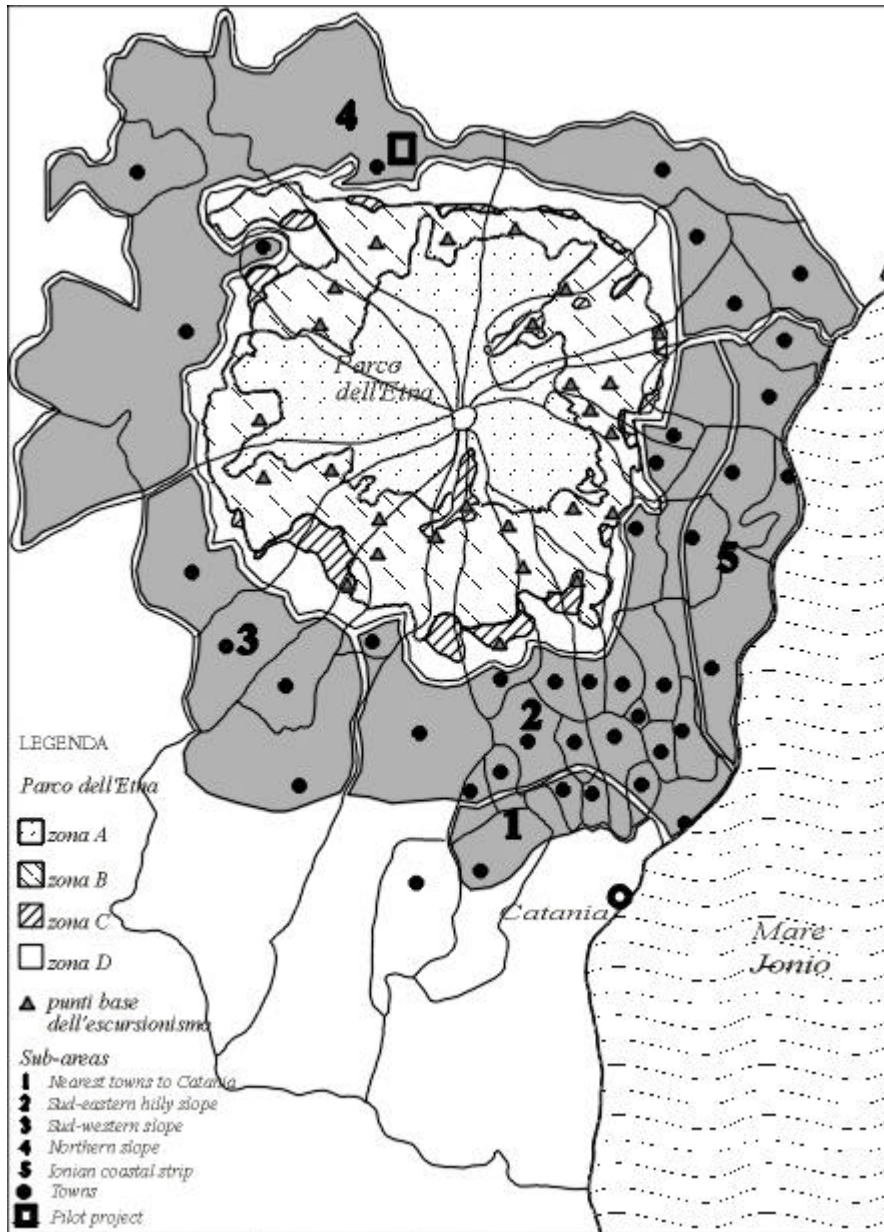 4
Parco
dell'Etna
5
3
2
1
Catania
Mare
Jonio
LEGENDA
Parco dell'Etna
zona A
zona B
zona C
zona D
punti base
dell'escursionismo
Sub-areas
1 Nearest towns to Catania
2 Sud-eastern hilly slope
3 Sud-western slope
4 Northern slope
5 Ionian coastal strip
Towns
Pilot project